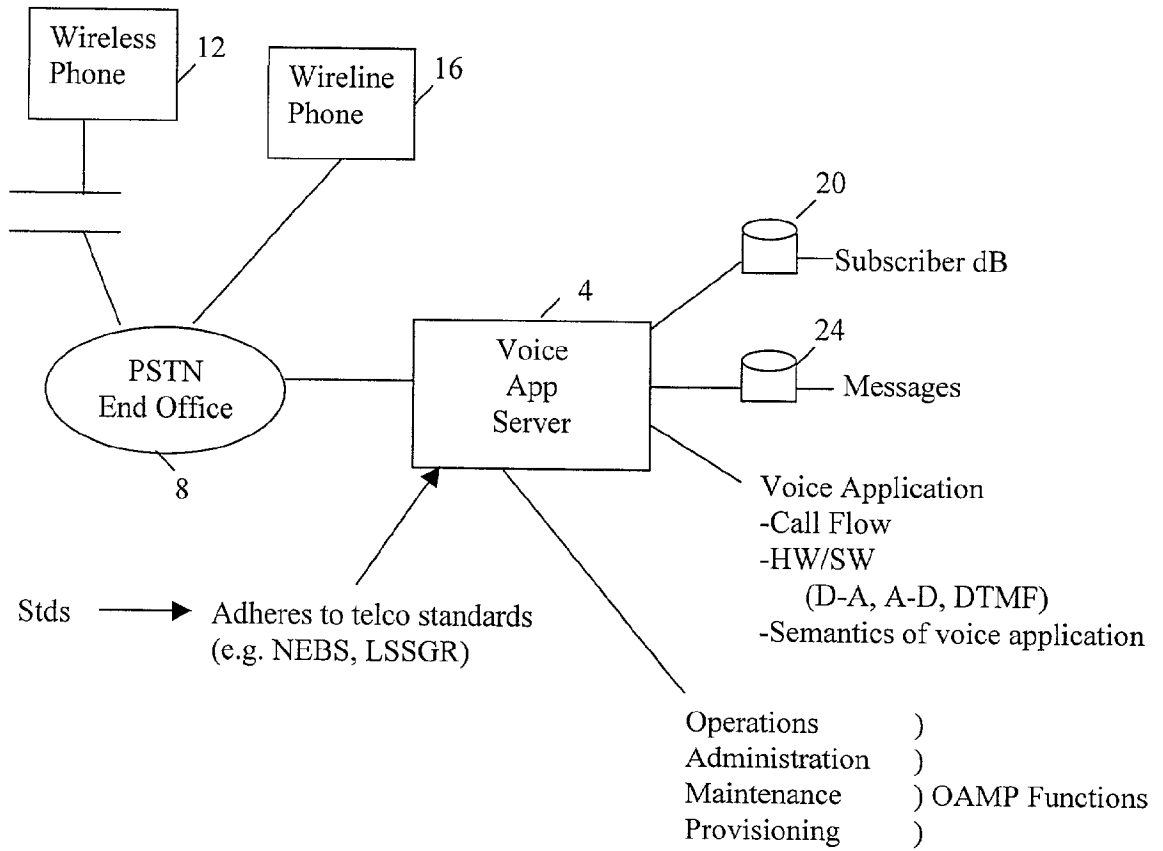 Wireless
Phone
12
Wireline
Phone
16
20
Subscriber dB
4
Voice
App
Server
24
Messages
PSTN
End Office
8
Voice Application
-Call Flow
-HW/SW
(D-A, A-D, DTMF)
-Semantics of voice application
Stds
Adheres to telco standards
(e.g. NEBS, LSSGR)
Operations )
Administration )
Maintenance ) OAMP Functions
Provisioning )